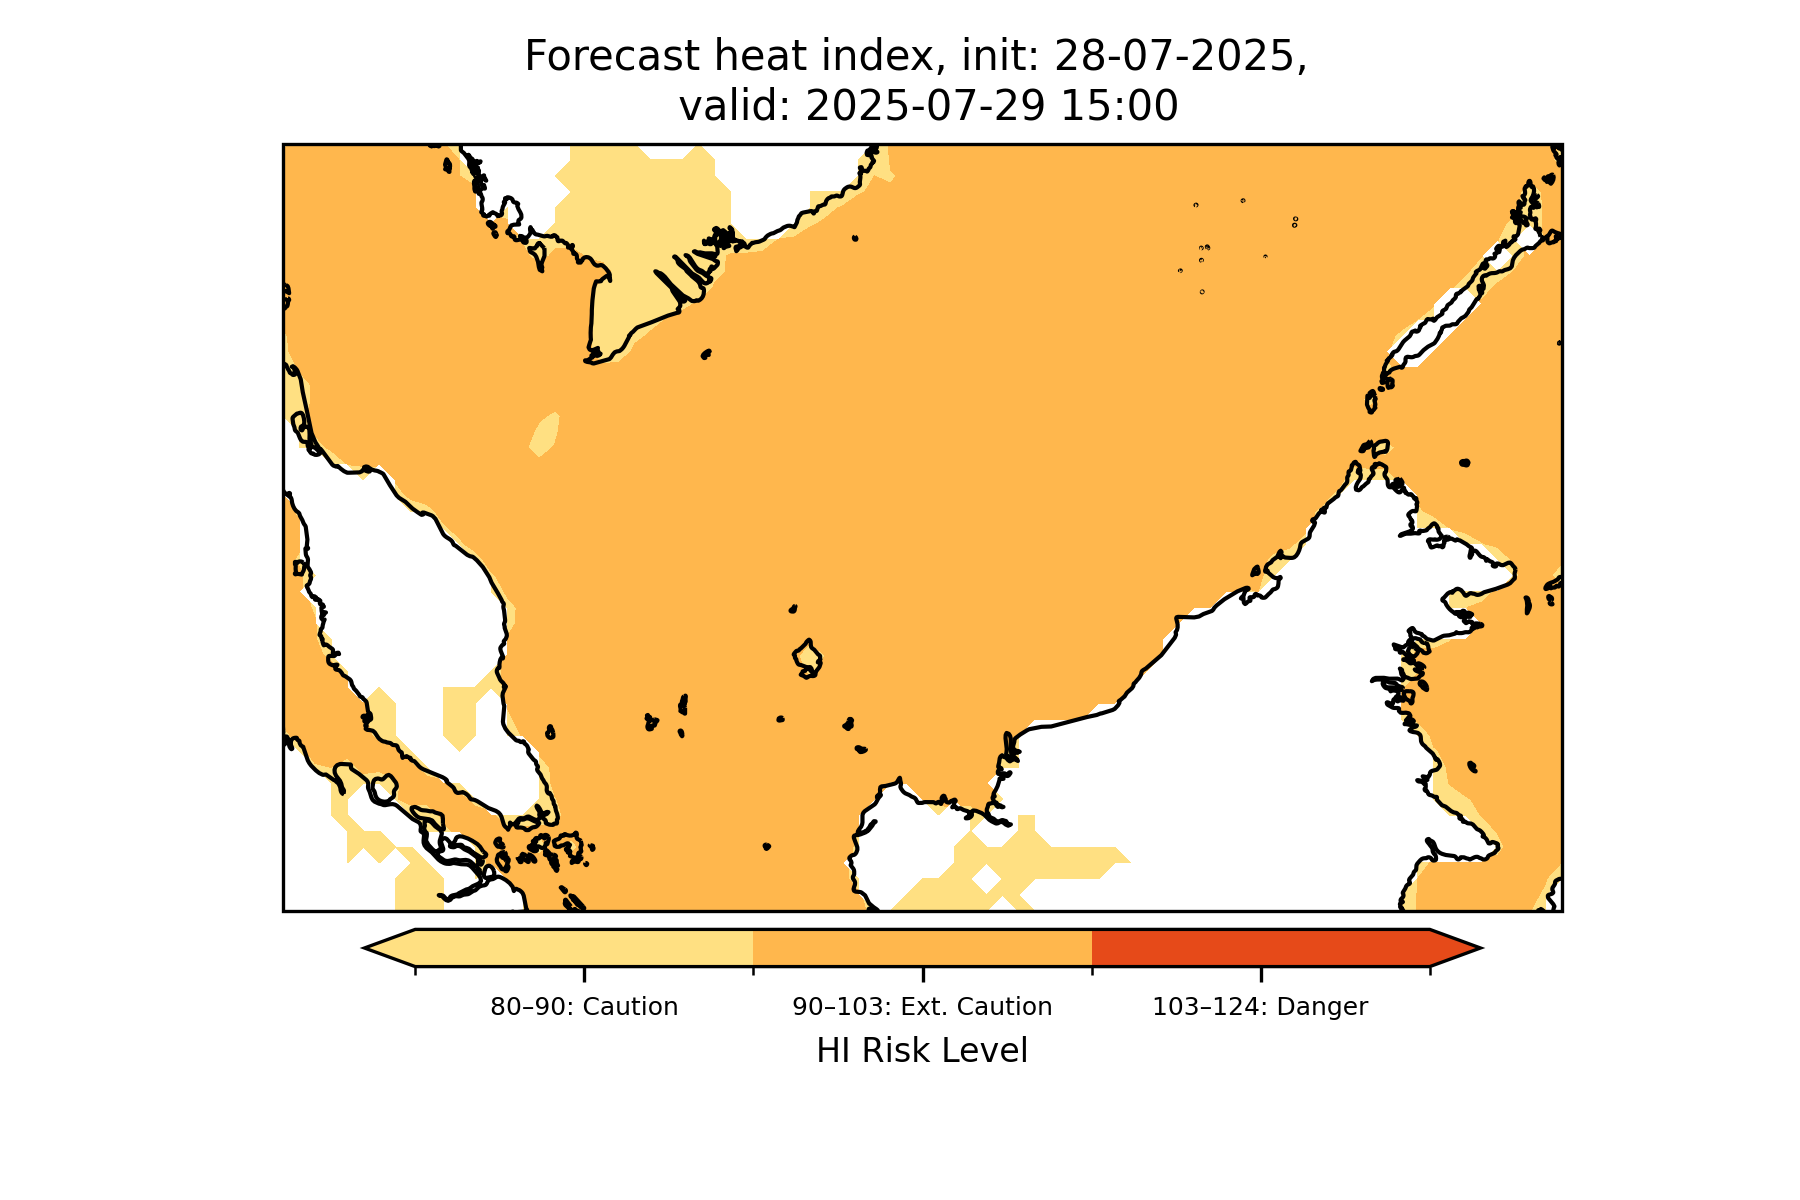 Forecast heat index, init: 28-07-2025,
valid: 2025-07-29 15:00
80–90: Caution
90–103: Ext. Caution
103–124: Danger
HI Risk Level